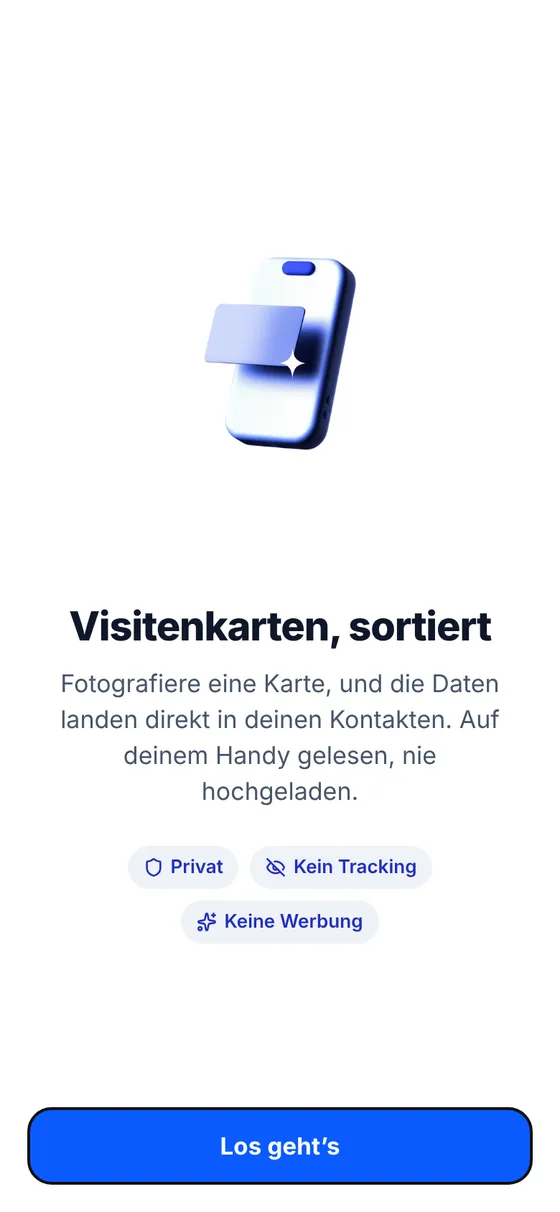 Visitenkarten, sortiert
Fotografiere eine Karte, und die Daten
landen direkt in deinen Kontakten. Auf
deinem Handy gelesen, nie
hochgeladen.
Privat
Kein Tracking
Keine Werbung
Los geht’s